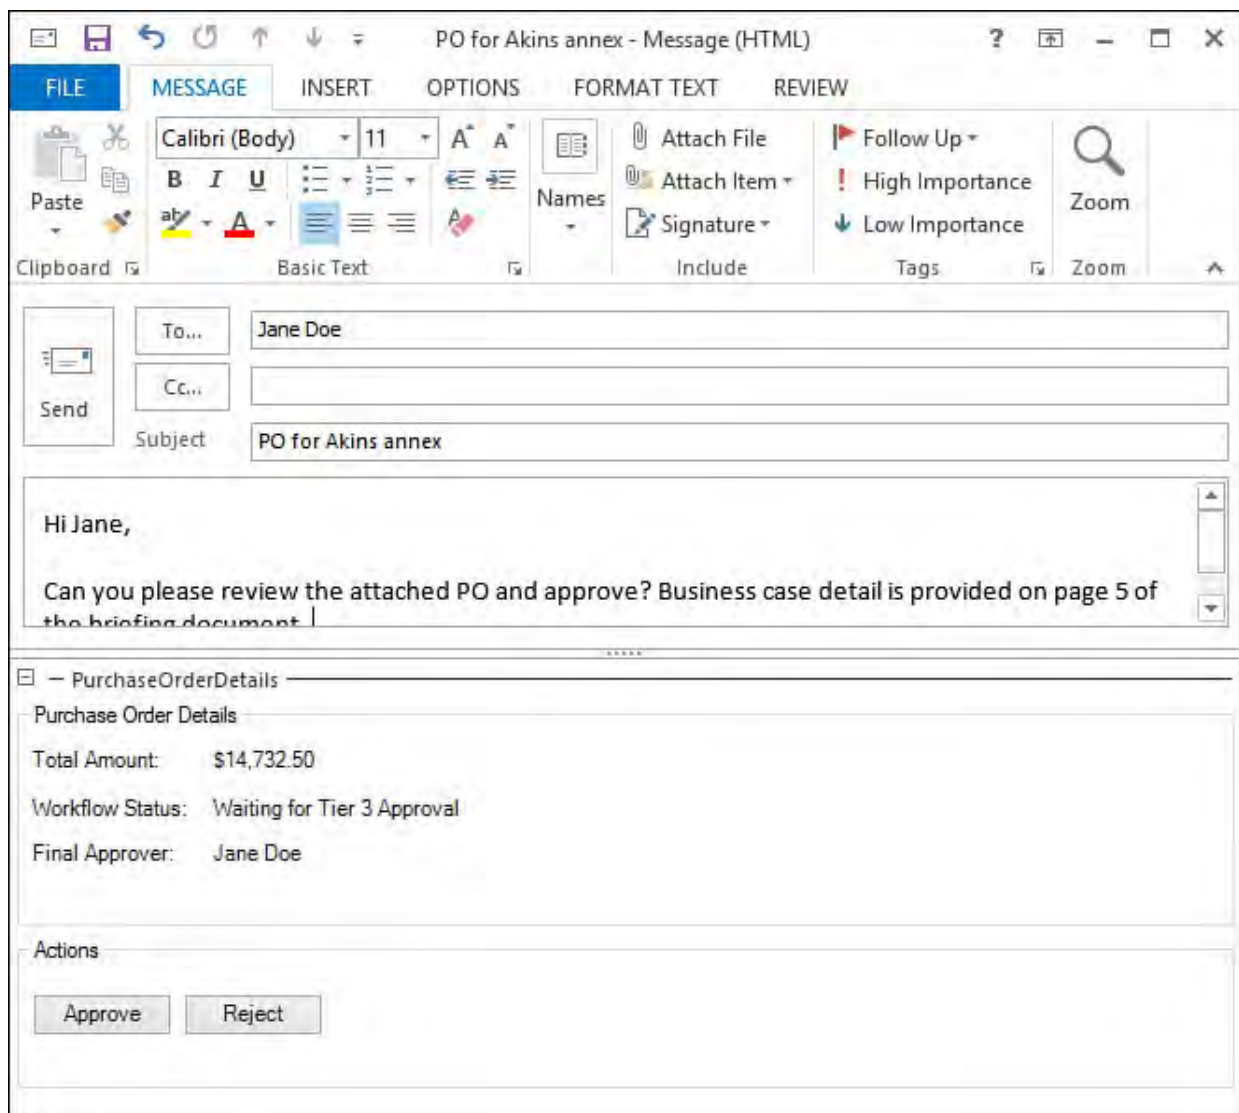 PO for Akins annex - Message (HTML)
?
FILE MESSAGE INSERT OPTIONS FORMAT TEXT REVIEW
Calibri (Body) 11 A A
Attach File
Follow Up
B I U
Attach Item
! High Importance
Paste
Names
Zoom
aby A
Signature
Low Importance
Clipboard Basic Text Include Tags Zoom
To... Jane Doe
Cc...
Send
Subject PO for Akins annex
Hi Jane,
Can you please review the attached PO and approve? Business case detail is provided on page 5 of
the briefing document.
PurchaseOrderDetails
Purchase Order Details
Total Amount: $14,732.50
Workflow Status: Waiting for Tier 3 Approval
Final Approver: Jane Doe
Actions
Approve Reject